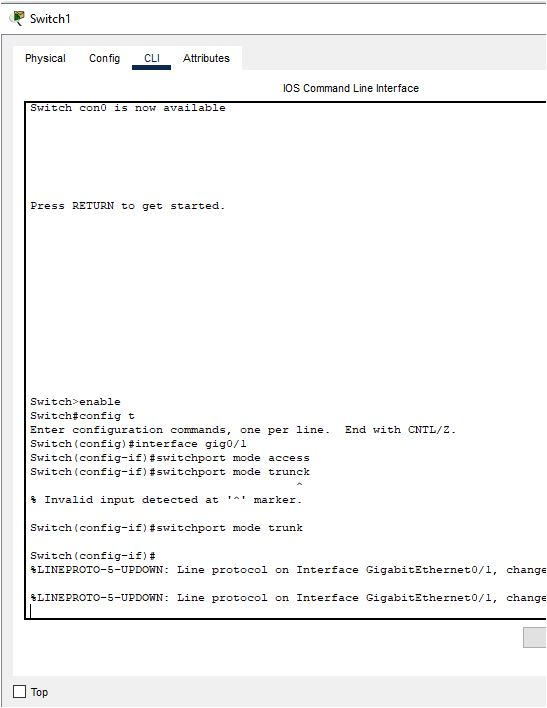 Switch1
Physical Config CLI Attributes
IOS Command Line Interface
Switch con0 is now available
Press RETURN to get started.
Switch>enable
Switch#config t
Enter configuration commands, one per line.  End with CNTL/Z.
Switch(config)#interface gig0/1
Switch(config-if)#switchport mode access
Switch(config-if)#switchport mode trunck
^
% Invalid input detected at '^' marker.
Switch(config-if)#switchport mode trunk
Switch(config-if)#
%LINEPROTO-5-UPDOWN: Line protocol on Interface GigabitEthernet0/1, change
%LINEPROTO-5-UPDOWN: Line protocol on Interface GigabitEthernet0/1, change
Top